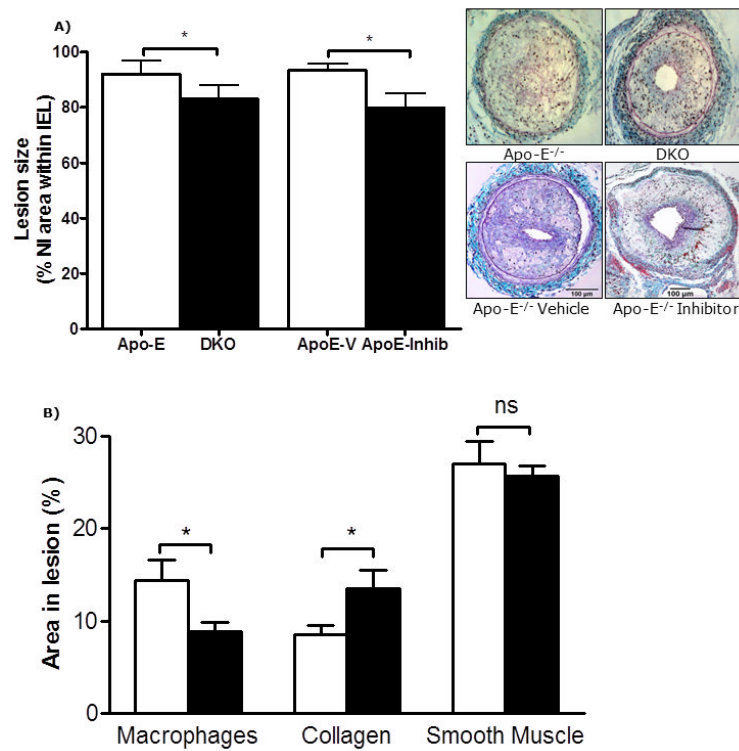 A)
Lesion size
(% NI area within IEL)
100
80
60
40
20
0
* *
Apo-E DKO ApoE-V ApoE-Inhib
Apo-E-/- DKO
100 µm 100 µm
Apo-E-/- Vehicle Apo-E-/- Inhibitor
B)
Area in lesion (%)
30
20
10
0
* * ns
Macrophages Collagen Smooth Muscle